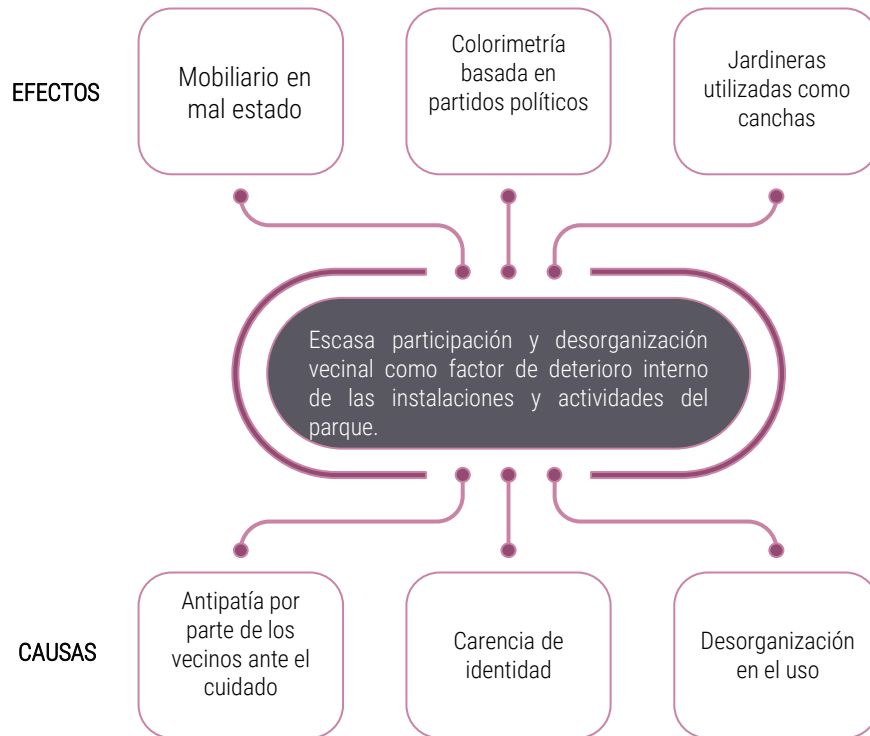 EFECTOS
Mobiliario en
mal estado
Colorimetría
basada en
partidos políticos
Jardineras
utilizadas como
canchas
Escasa participación y desorganización
vecinal como factor de deterioro interno
de las instalaciones y actividades del
parque.
CAUSAS
Antipatía por
parte de los
vecinos ante el
cuidado
Carencia de
identidad
Desorganización
en el uso